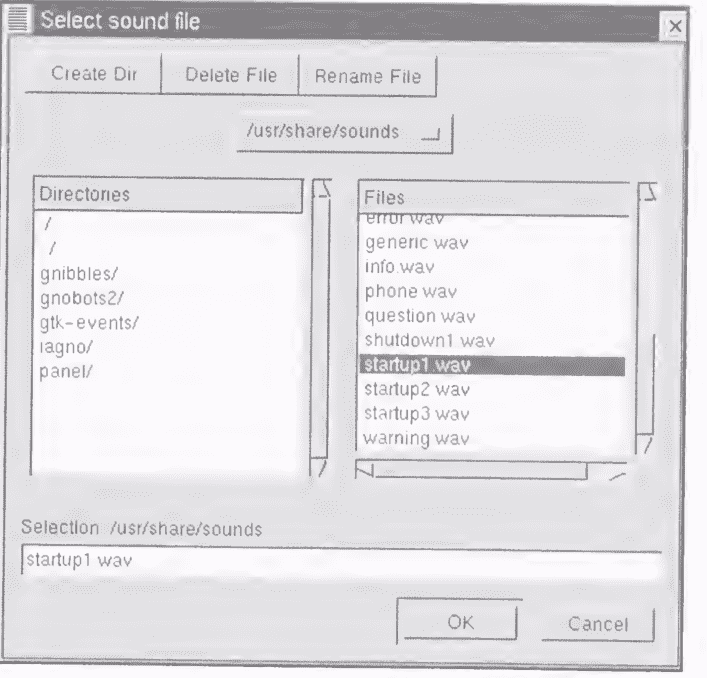 Select sound file
Create Dir Delete File Rename File
/usr/share/sounds
Directories
/
/
gnibbles/
gnobots2/
gtk-events/
iagno/
panel/
Files
error wav
generic wav
info.wav
phone wav
question wav
shutdown1 wav
startup1 wav
startup2 wav
startup3 wav
warning wav
Selection /usr/share/sounds
startup1 wav
OK Cancel